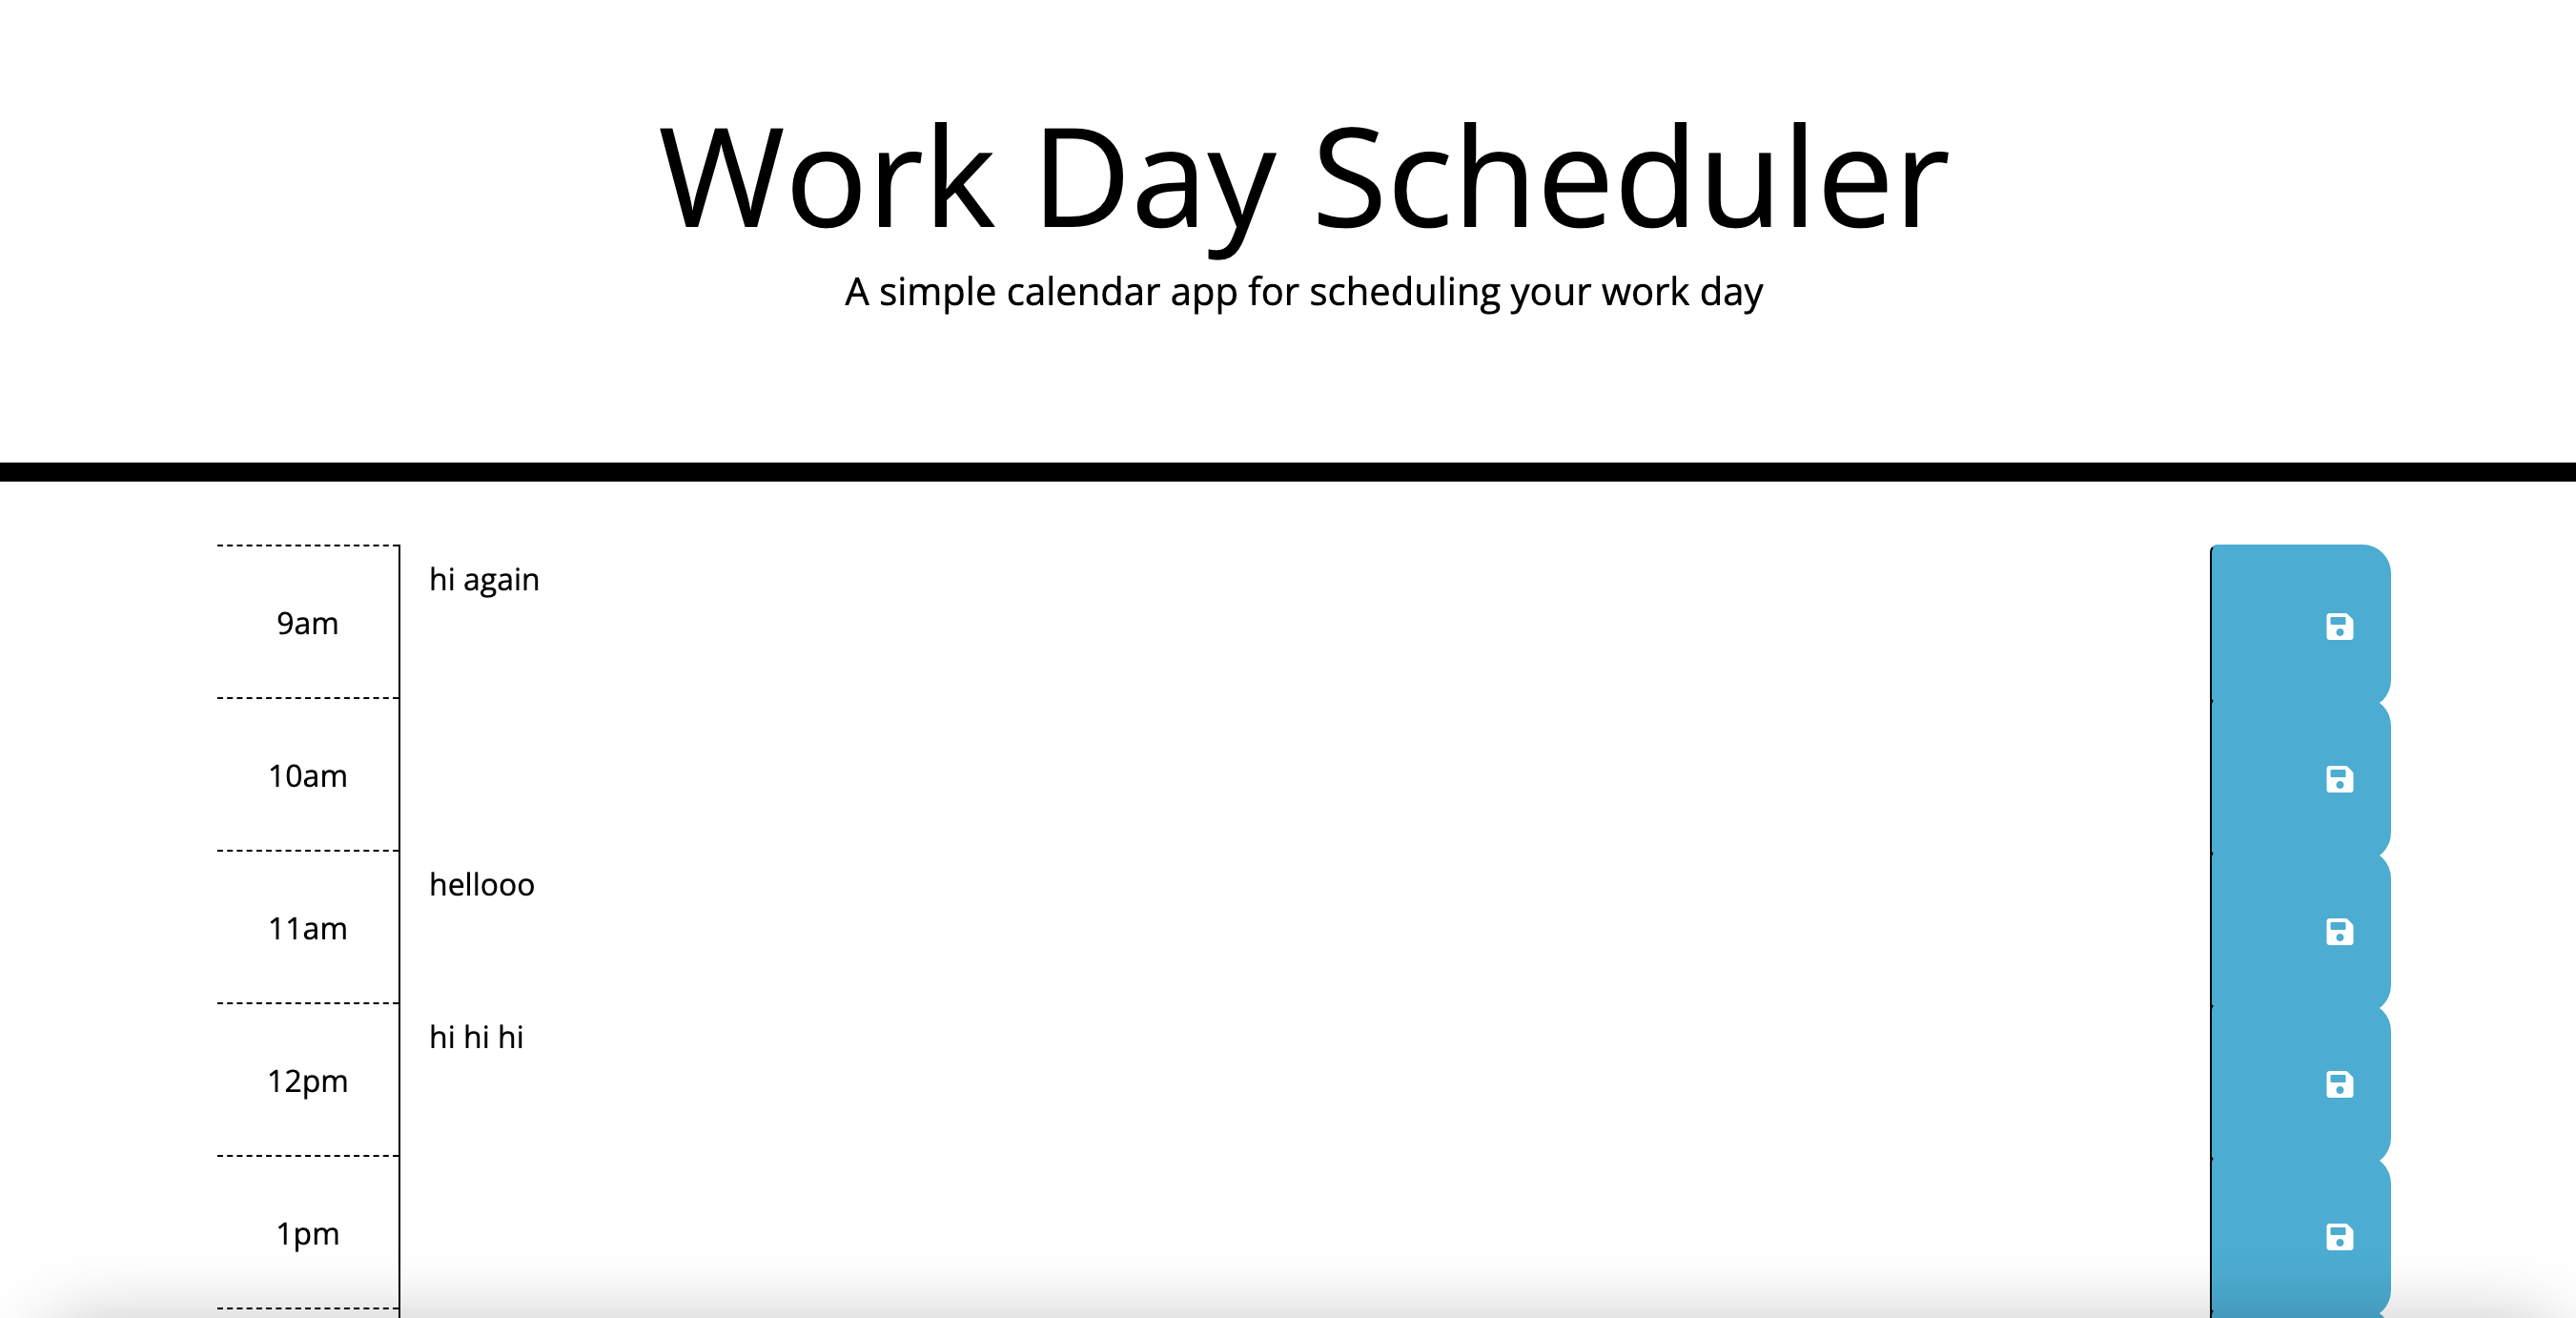 Work Day Scheduler
A simple calendar app for scheduling your work day
9am
hi again
10am
11am
hellooo
12pm
hi hi hi
1pm